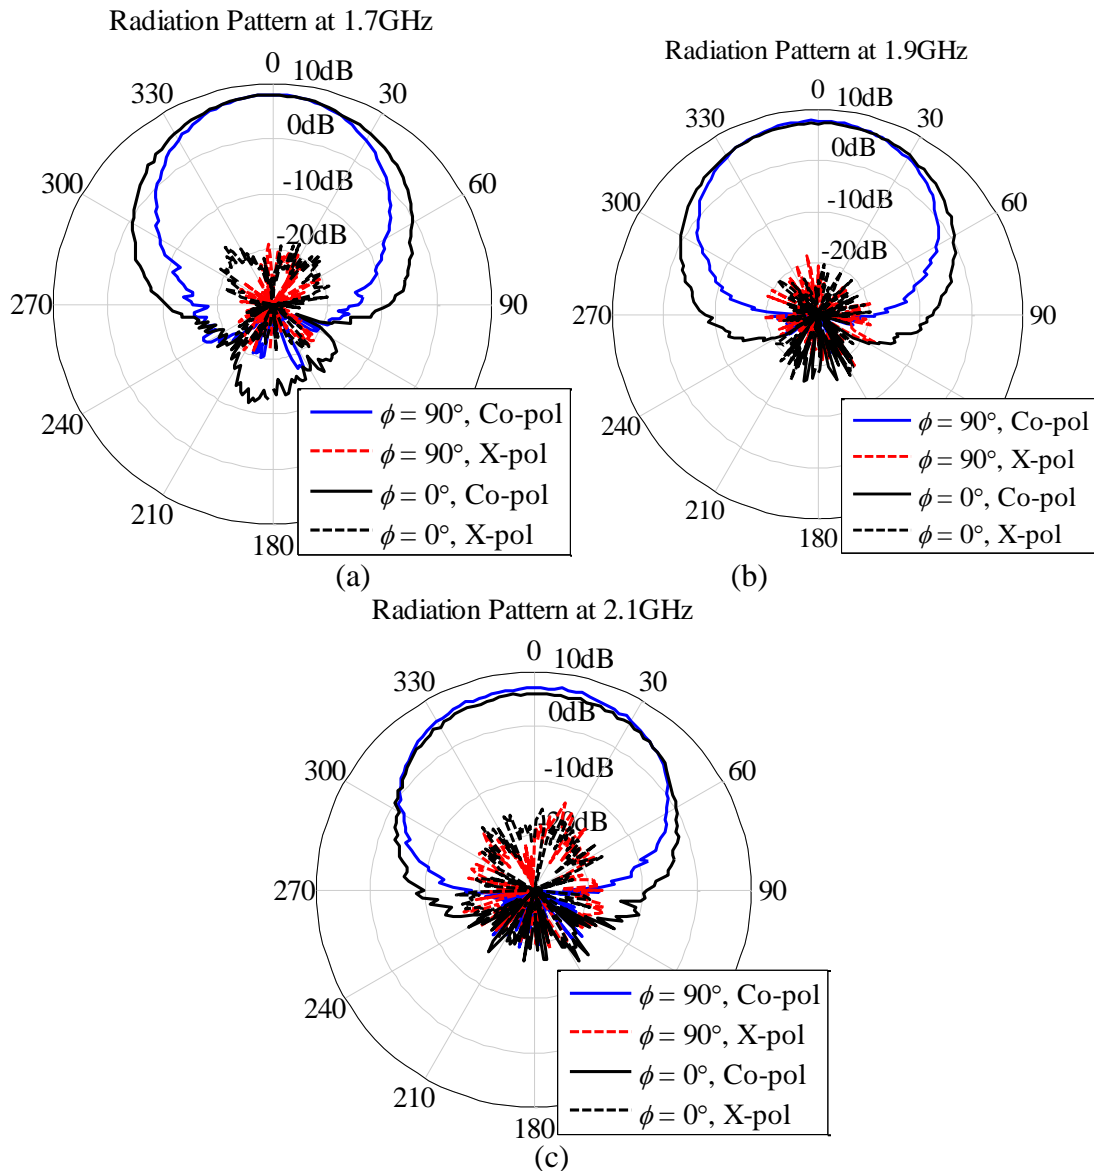 Radiation Pattern at 1.7GHz
0
10dB
330
30
0dB
300
60
-10dB
-20dB
270
90
240
210
180
φ = 90°, Co-pol
φ = 90°, X-pol
φ = 0°, Co-pol
φ = 0°, X-pol
(a)
Radiation Pattern at 1.9GHz
0
10dB
330
30
0dB
300
60
-10dB
-20dB
270
90
240
210
180
φ = 90°, Co-pol
φ = 90°, X-pol
φ = 0°, Co-pol
φ = 0°, X-pol
(b)
Radiation Pattern at 2.1GHz
0
10dB
330
30
0dB
300
60
-10dB
-20dB
270
90
240
210
180
φ = 90°, Co-pol
φ = 90°, X-pol
φ = 0°, Co-pol
φ = 0°, X-pol
(c)